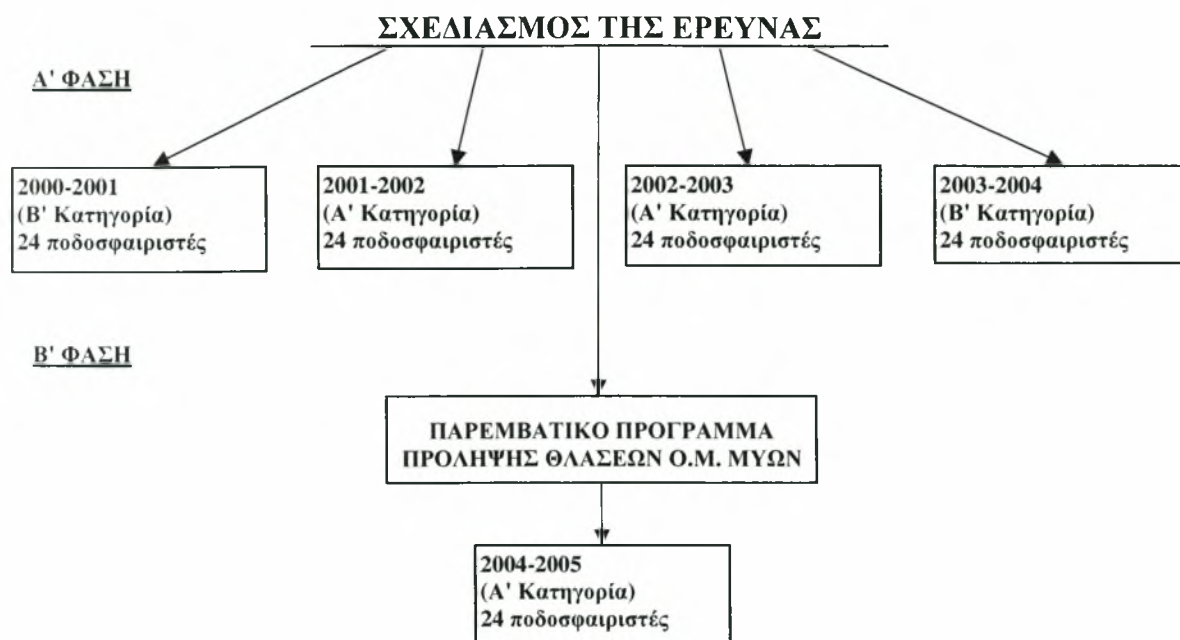 ΣΧΕΔΙΑΣΜΟΣ ΤΗΣ ΕΡΕΥΝΑΣ
Α' ΦΑΣΗ
2000-2001
(Β' Κατηγορία)
24 ποδοσφαιριστές
2001-2002
(Α' Κατηγορία)
24 ποδοσφαιριστές
2002-2003
(Α' Κατηγορία)
24 ποδοσφαιριστές
2003-2004
(Β' Κατηγορία)
24 ποδοσφαιριστές
Β' ΦΑΣΗ
ΠΑΡΕΜΒΑΤΙΚΟ ΠΡΟΓΡΑΜΜΑ
ΠΡΟΛΗΨΗΣ ΘΛΑΣΕΩΝ Ο.Μ. ΜΥΩΝ
2004-2005
(Α' Κατηγορία)
24 ποδοσφαιριστές